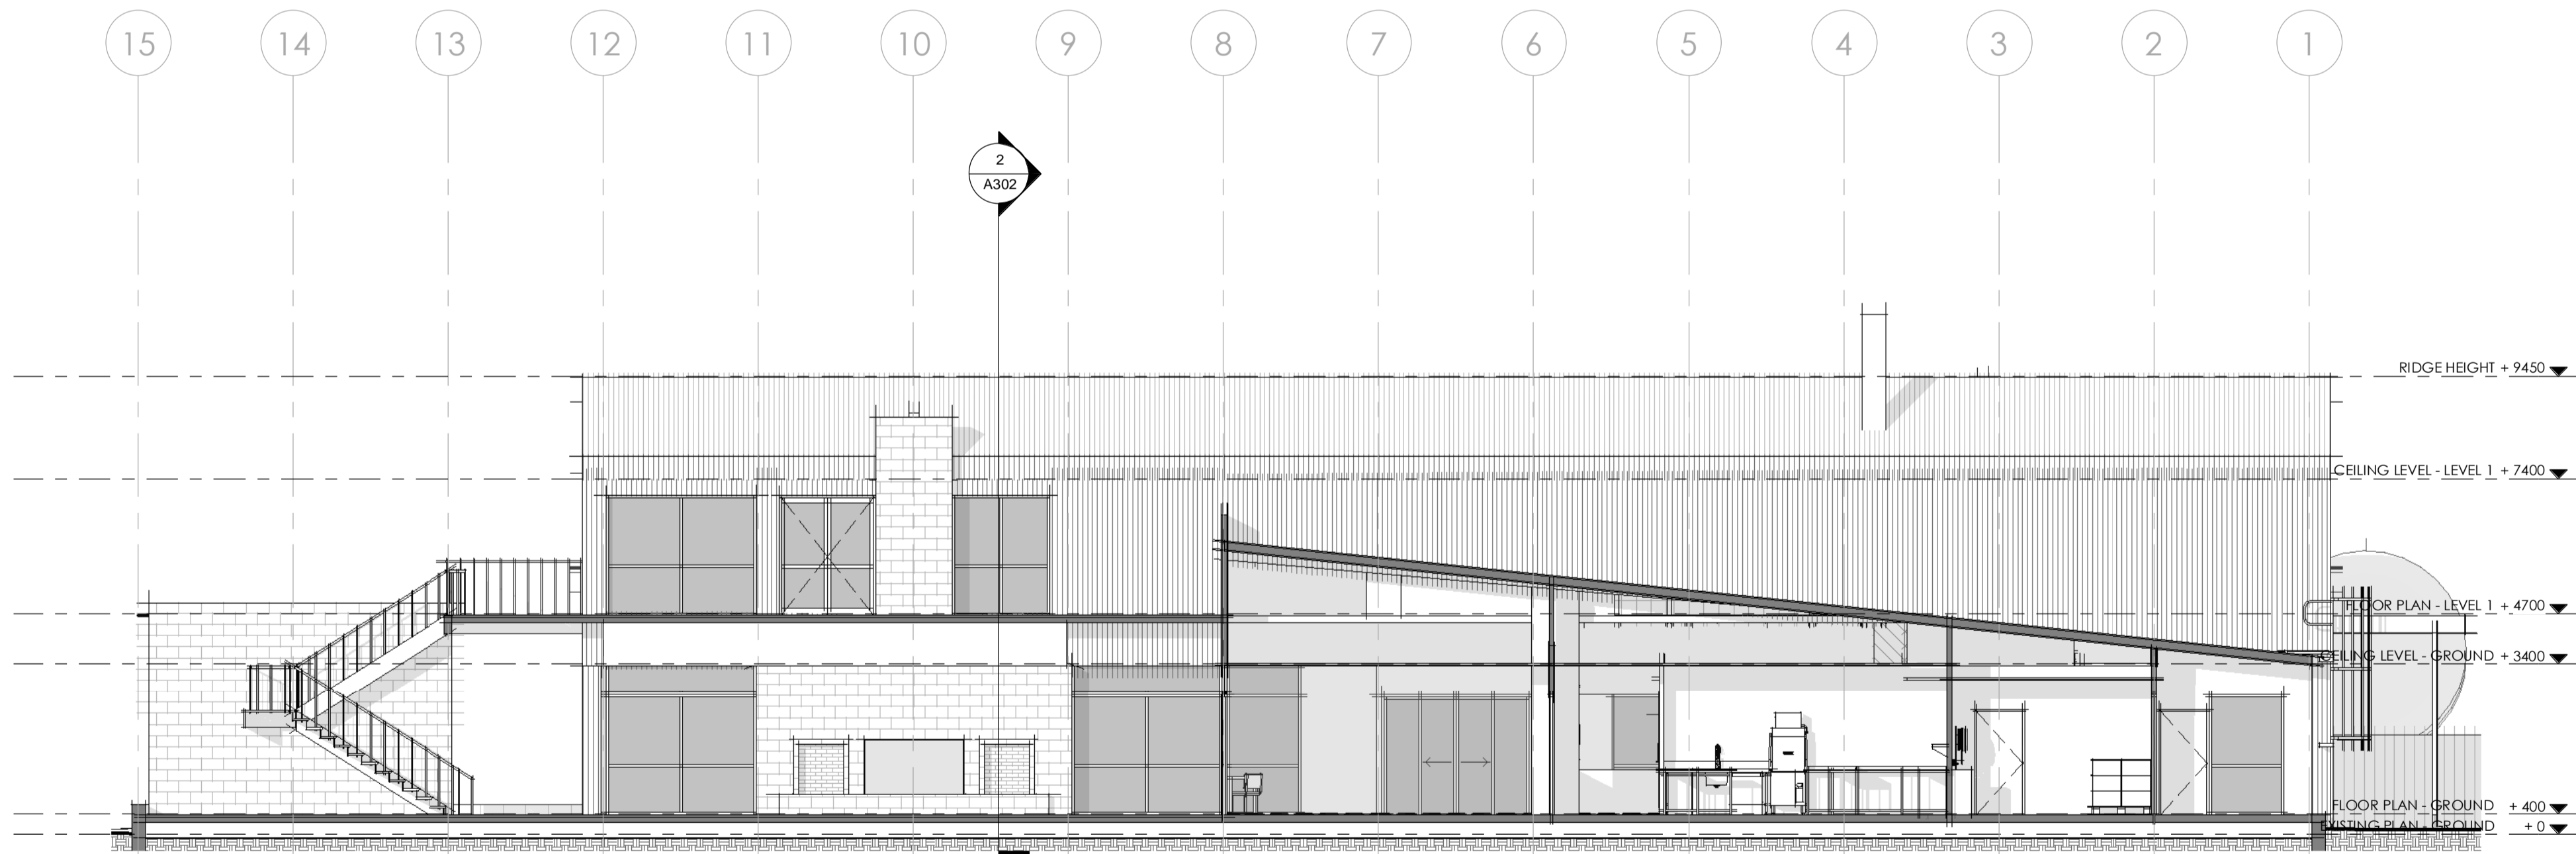 15 14 13 12 11 10 9 8 7 6 5 4 3 2 1
2
A302
RIDGE HEIGHT + 9450
CEILING LEVEL - LEVEL 1 + 7400
FLOOR PLAN - LEVEL 1 + 4700
CEILING LEVEL - GROUND + 3400
FLOOR PLAN - GROUND + 400
EXISTING PLAN - GROUND + 0